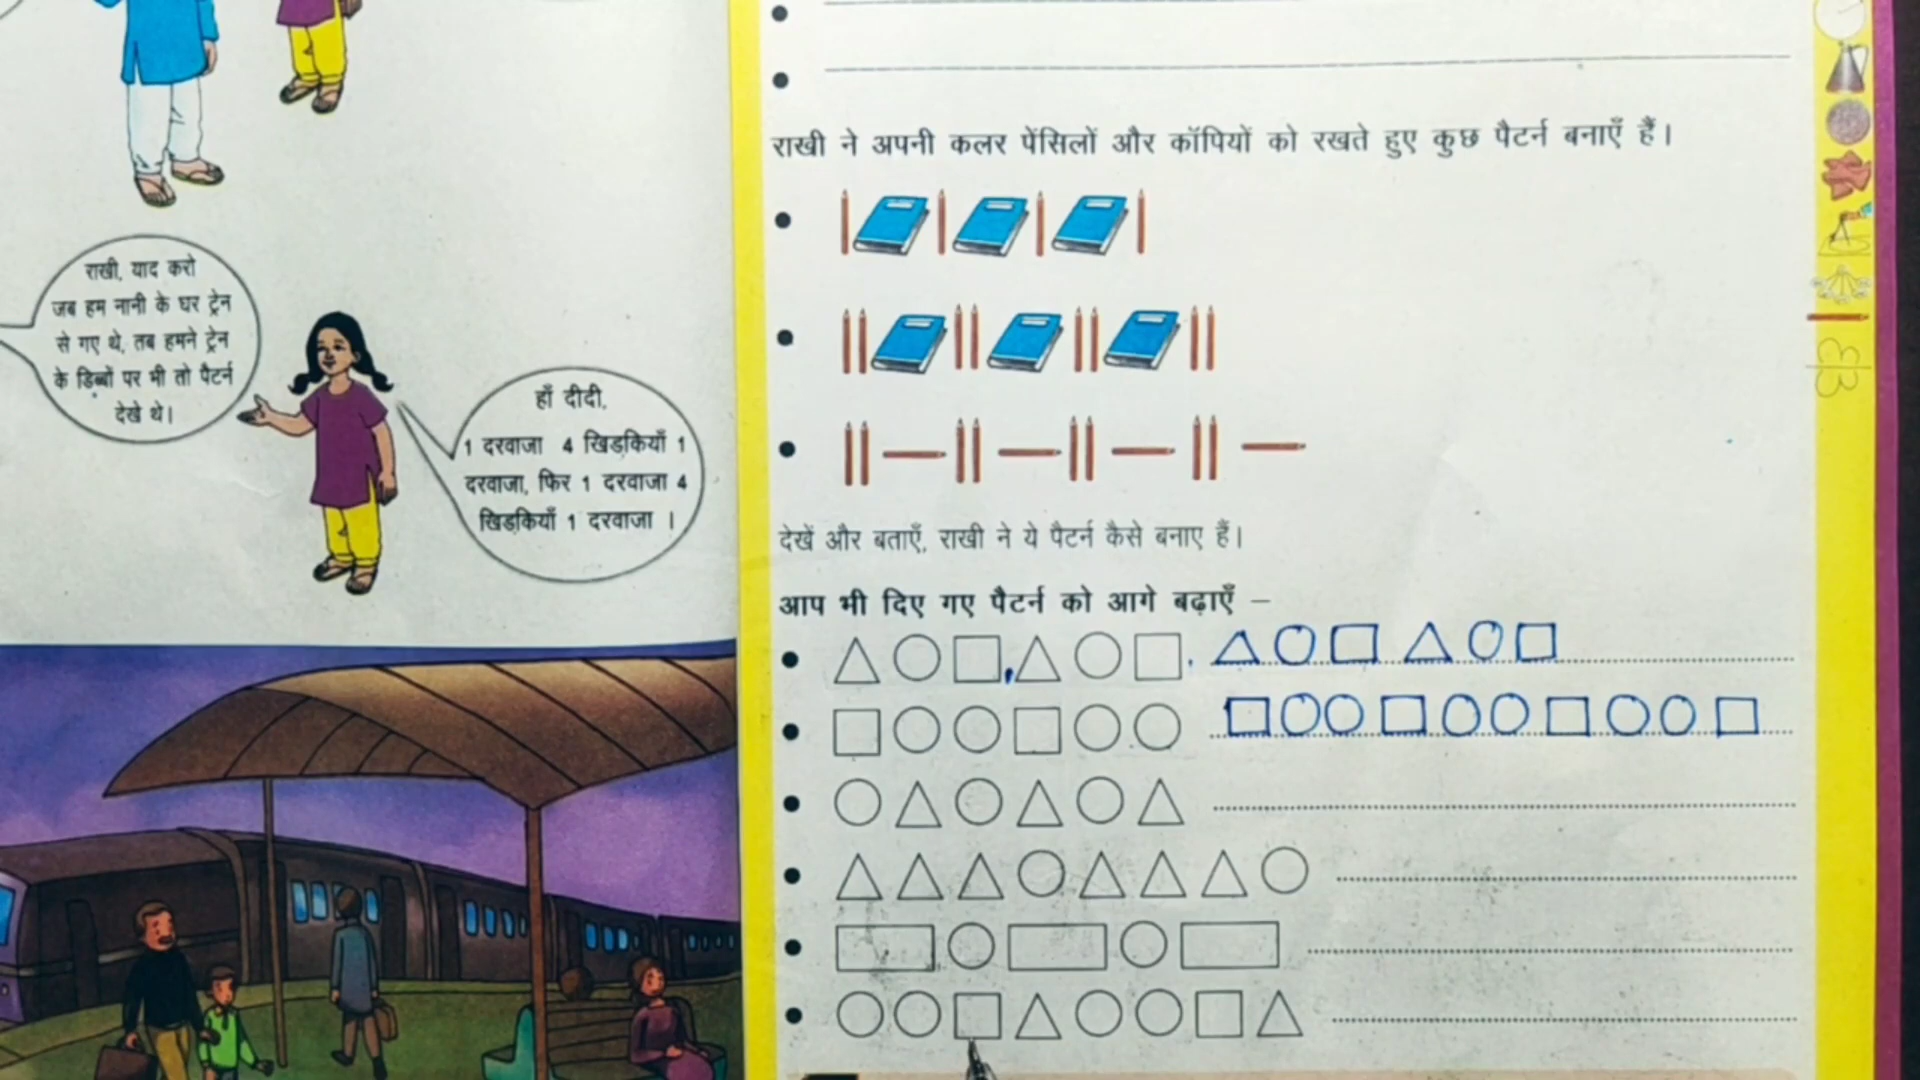 राखी, याद करो
जब हम नानी के घर ट्रेन
से गए थे, तब हमने ट्रेन
के डिब्बों पर भी तो पैटर्न
देखे थे।
हाँ दीदी,
1 दरवाजा 4 खिड़कियाँ 1
दरवाजा, फिर 1 दरवाजा 4
खिड़कियाँ 1 दरवाजा ।
राखी ने अपनी कलर पेंसिलों और कॉपियों को रखते हुए कुछ पैटर्न बनाएँ हैं।
देखें और बताएँ, राखी ने ये पैटर्न कैसे बनाए हैं।
आप भी दिए गए पैटर्न को आगे बढ़ाएँ –